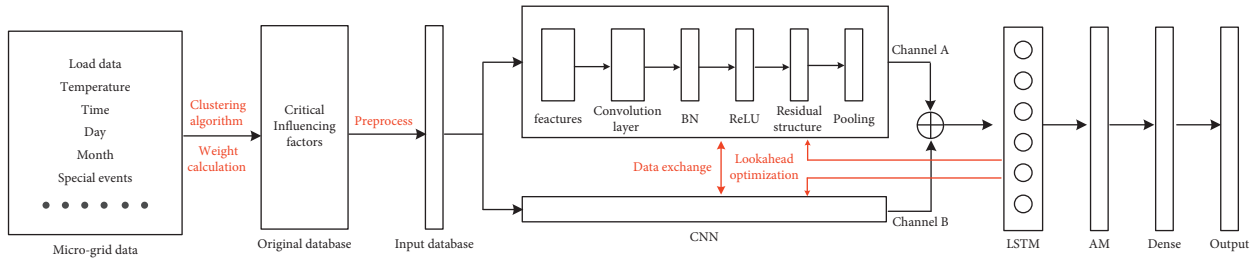 Load data
Temperature
Time
Day
Month
Special events
Micro-grid data
Clustering
algorithm
Weight
calculation
Critical
Influencing
factors
Original database
Preprocess
Input database
feactures
Convolution
layer
BN
ReLU
Residual
structure
Pooling
Channel A
Data exchange
Lookahead
optimization
CNN
Channel B
LSTM
AM
Dense
Output